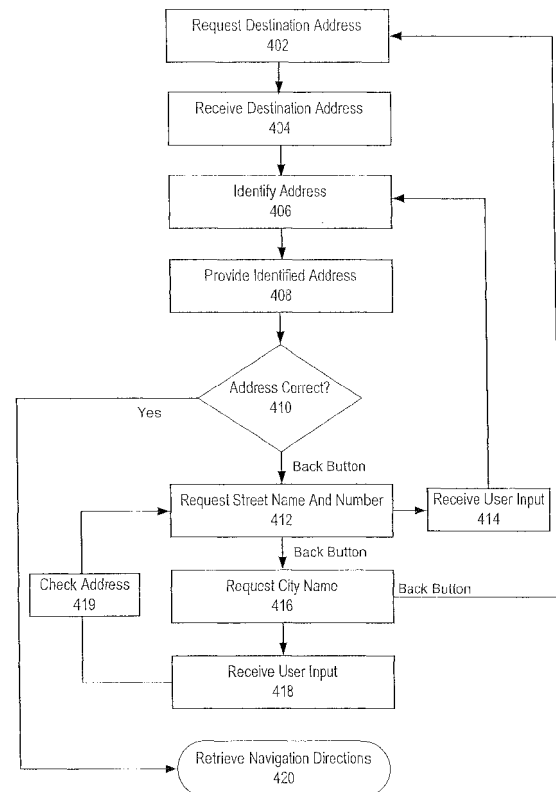 Request Destination Address
402
Receive Destination Address
404
Identify Address
406
Provide Identified Address
408
Address Correct?
410
Yes
Back Button
Request Street Name And Number
412
Receive User Input
414
Back Button
Check Address
419
Request City Name
416
Back Button
Receive User Input
418
Retrieve Navigation Directions
420